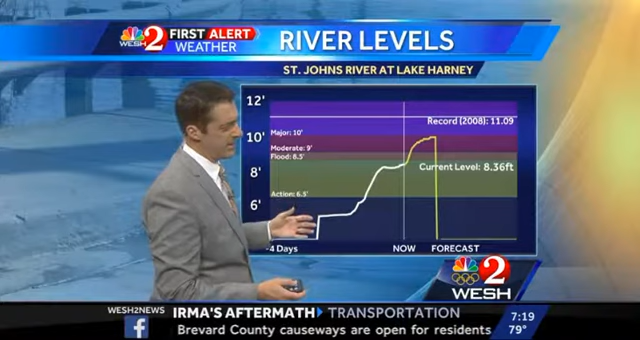 WESH 2 FIRST ALERT
WEATHER
RIVER LEVELS
ST. JOHNS RIVER AT LAKE HARNEY
12'
Record (2008): 11.09
10'
Major: 10'
Moderate: 9'
Flood: 8.5'
8'
Current Level: 8.36ft
Action: 6.5'
6'
-4 Days
NOW
FORECAST
2
WESH
WESH2NEWS
IRMA'S AFTERMATH TRANSPORTATION
7:19
Brevard County causeways are open for residents
79°